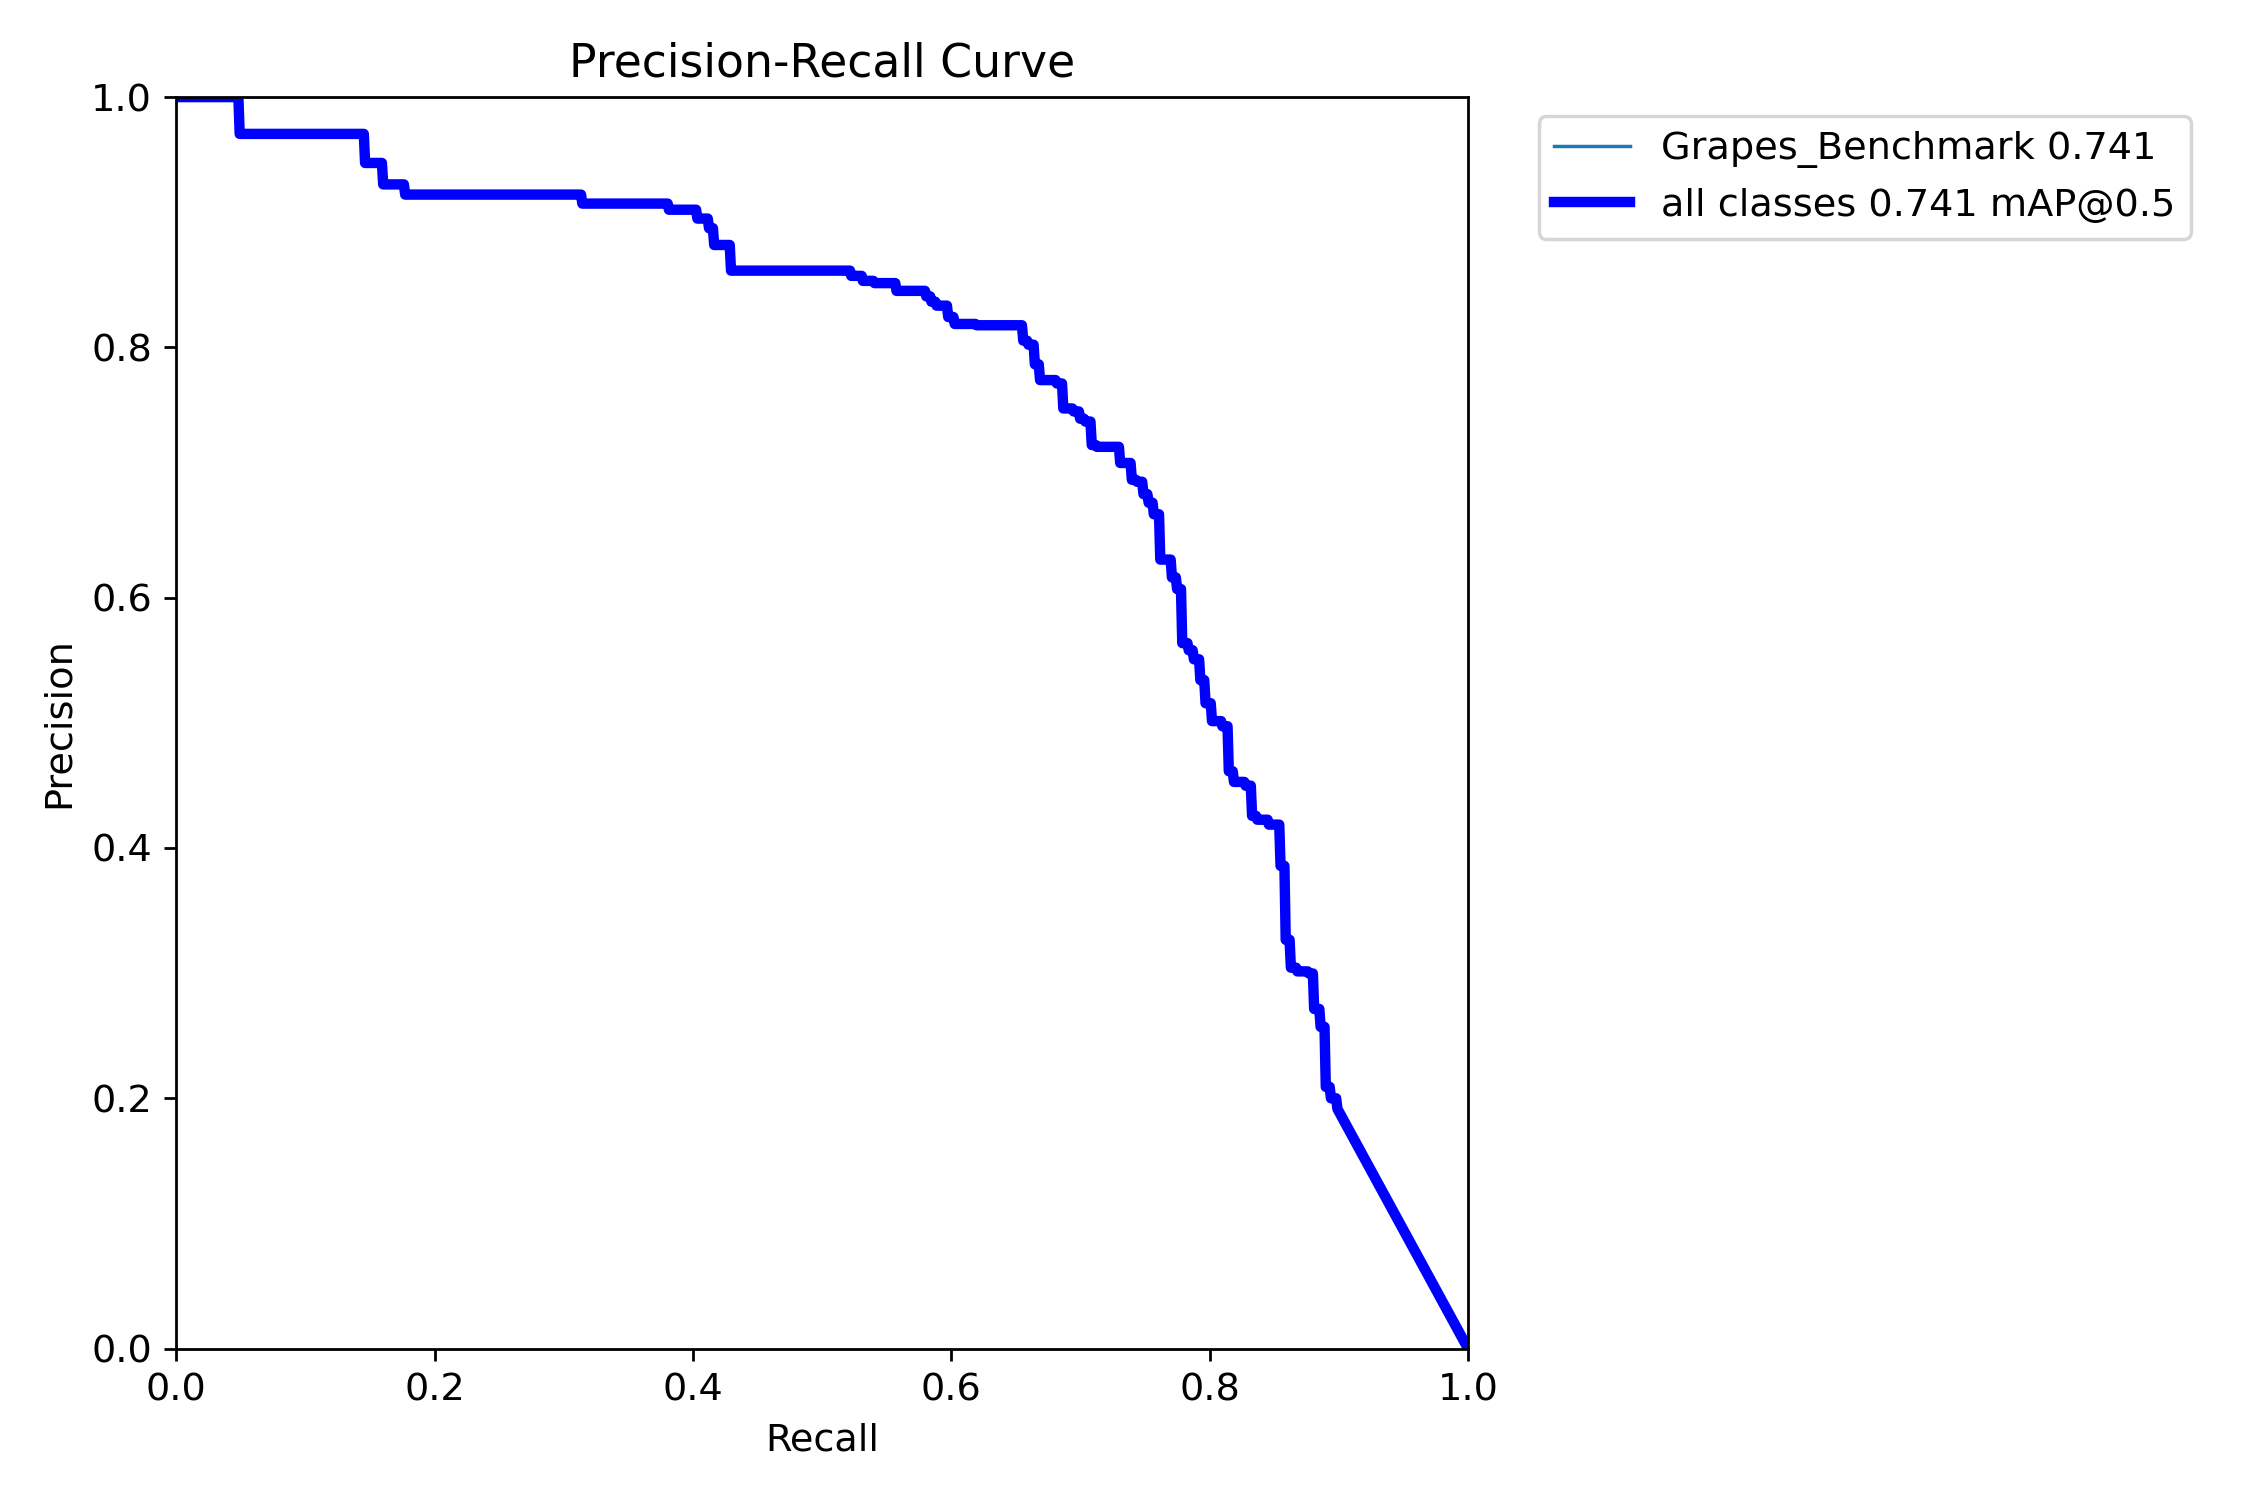 Precision-Recall Curve
1.0
0.8
0.6
0.4
0.2
0.0
Precision
0.0 0.2 0.4 0.6 0.8 1.0
Recall
Grapes_Benchmark 0.741
all classes 0.741 mAP@0.5